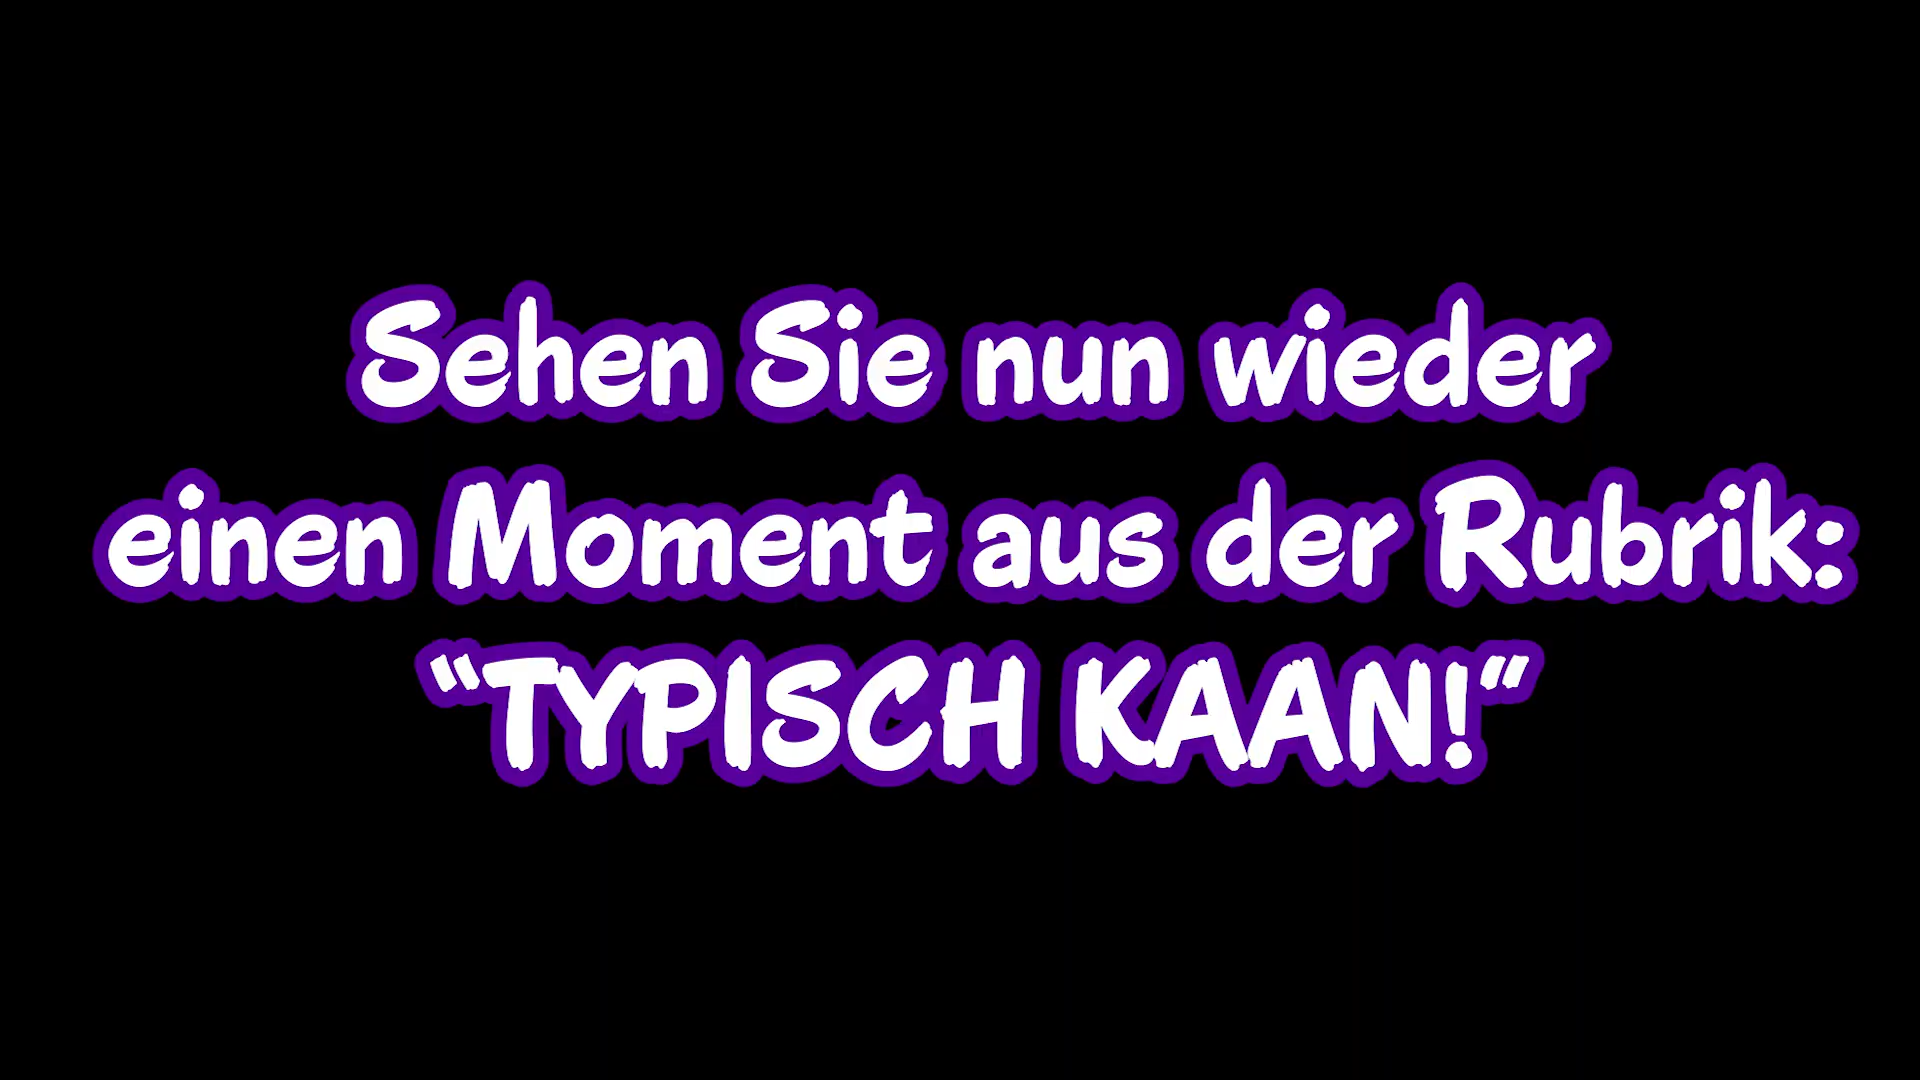 Sehen Sie nun wieder
einen Moment aus der Rubrik:
“TYPISCH KAAN!”